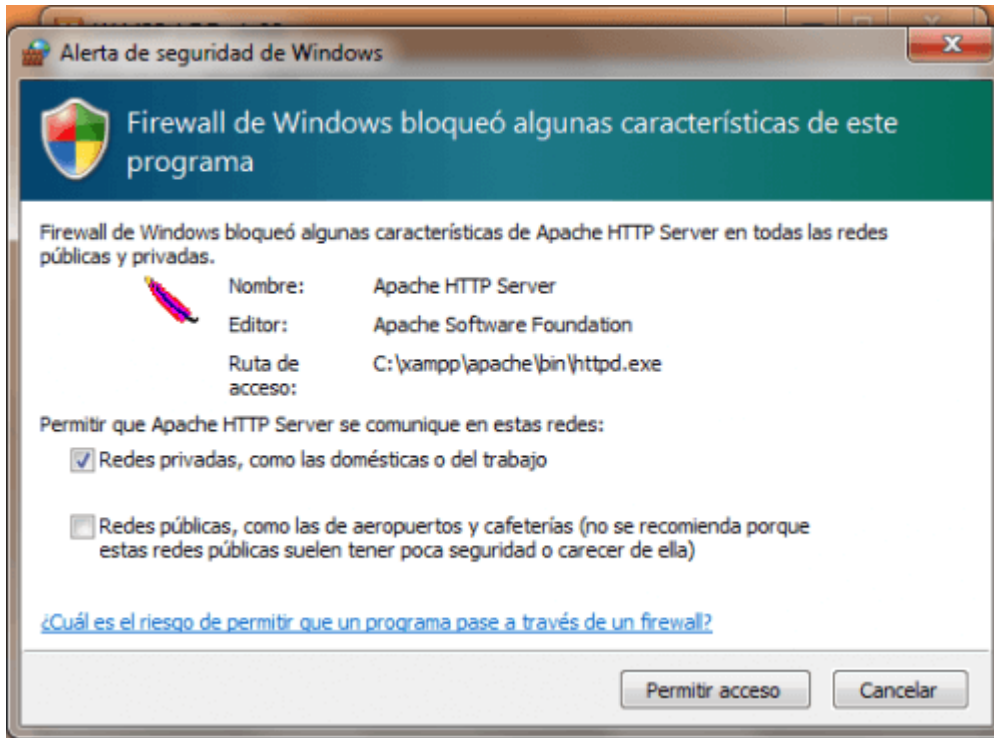 Alerta de seguridad de Windows
Firewall de Windows bloqueó algunas características de este
programa
Firewall de Windows bloqueó algunas características de Apache HTTP Server en todas las redes
públicas y privadas.
Nombre: Apache HTTP Server
Editor: Apache Software Foundation
Ruta de acceso: C:\xampp\apache\bin\httpd.exe
Permitir que Apache HTTP Server se comunique en estas redes:
Redes privadas, como las domésticas o del trabajo
Redes públicas, como las de aeropuertos y cafeterías (no se recomienda porque
estas redes públicas suelen tener poca seguridad o carecer de ella)
¿Cuál es el riesgo de permitir que un programa pase a través de un firewall?
Permitir acceso Cancelar